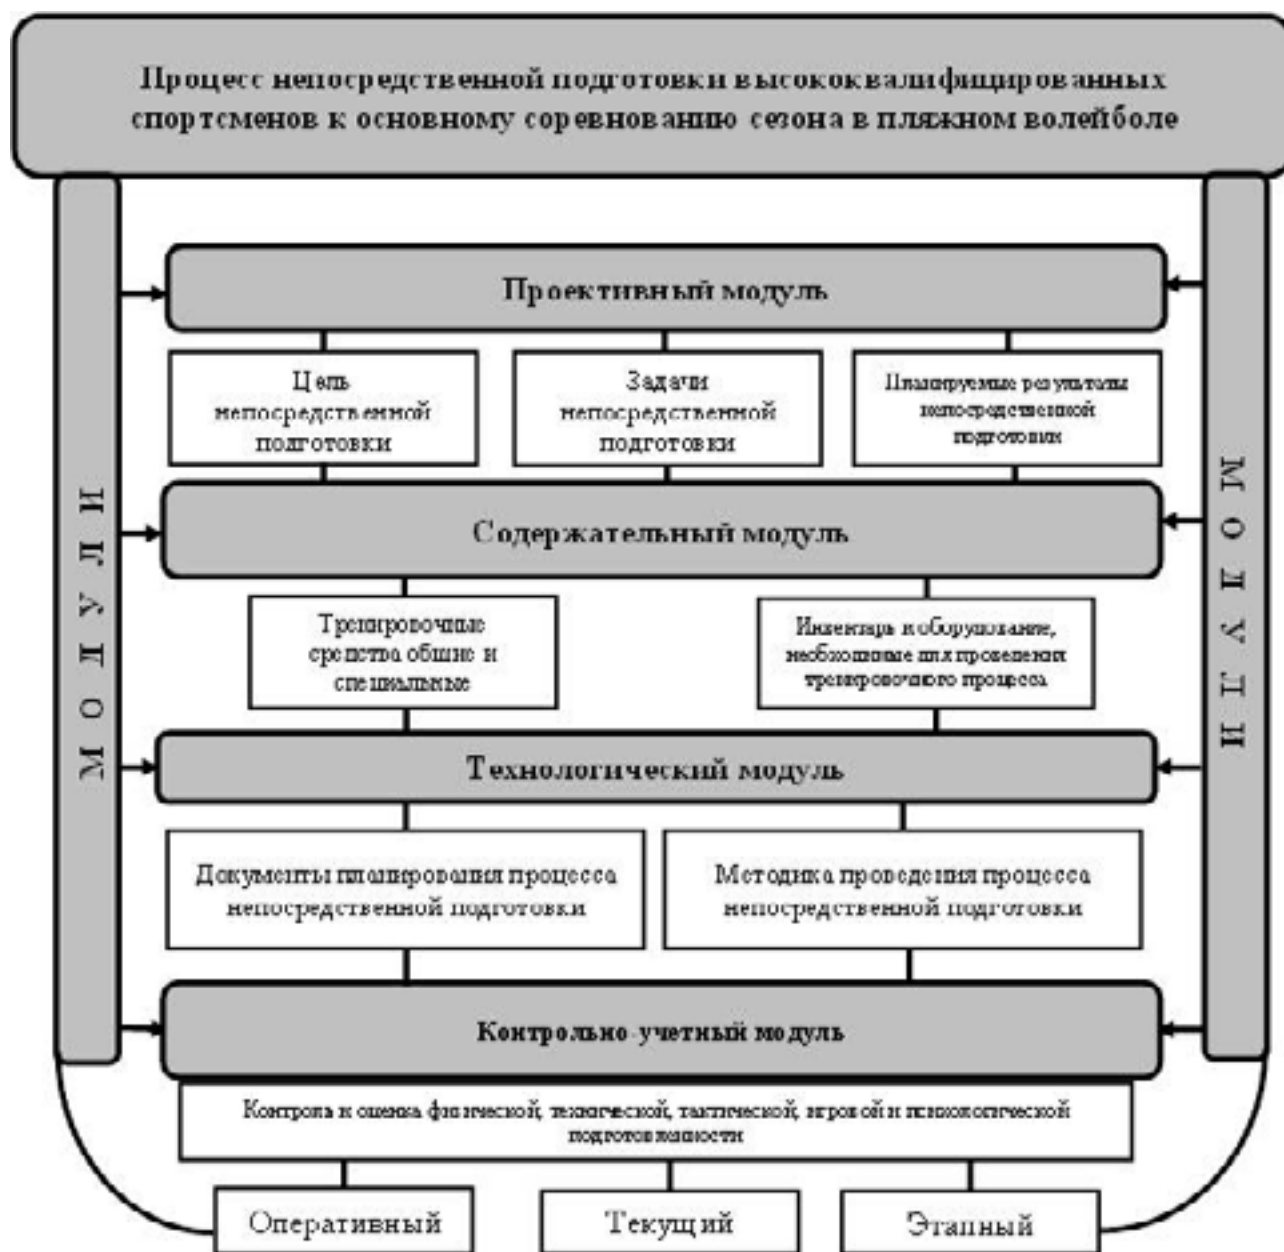 Процесс непосредственной подготовки высококвалифицированных
спортсменов к основному соревнованию сезона в пляжном волейболе
МОДУЛИ
МОДУЛИ
Проективный модуль
Цель
непосредственной
подготовки
Задачи
непосредственной
подготовки
Планируемые результаты
непосредственной
подготовки
Содержательный модуль
Тренировочные
средства общие и
специальные
Инвентарь и оборудование,
необходимые для проведения
тренировочного процесса
Технологический модуль
Документы планирования процесса
непосредственной подготовки
Методика проведения процесса
непосредственной подготовки
Контрольно-учетный модуль
Контроль и оценка физической, технической, тактической, игровой и психологической
подготовленности
Оперативный
Текущий
Этапный